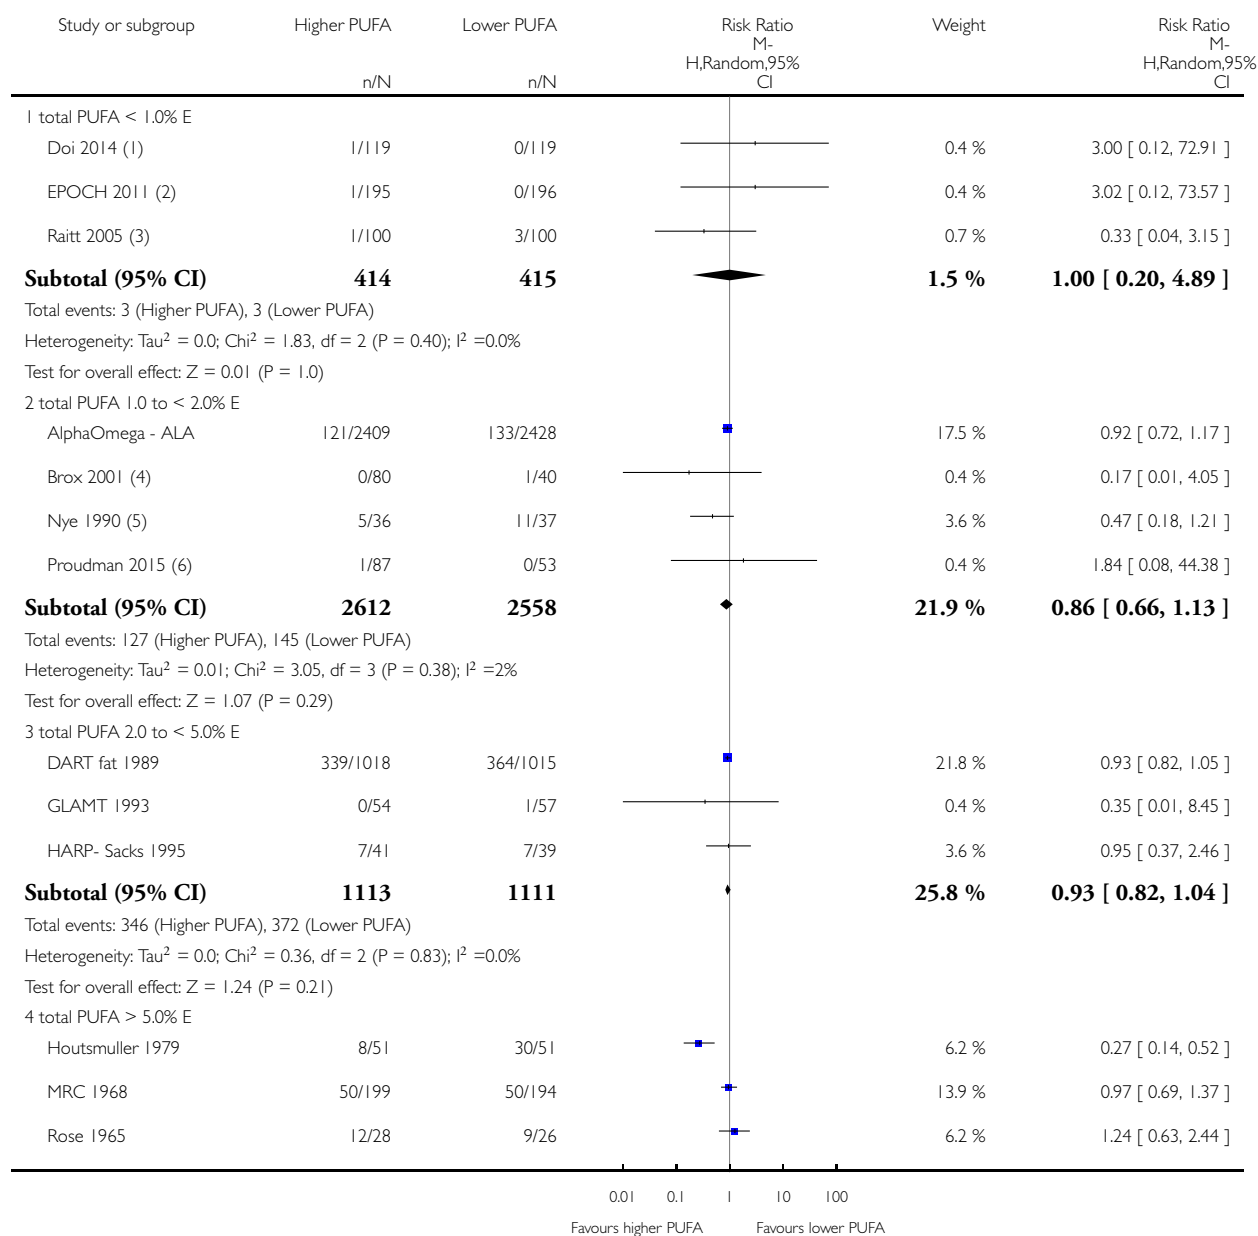 Study or subgroup Higher PUFA Lower PUFA Risk Ratio Weight Risk Ratio
M- M-
H,Random,95% H,Random,95%
n/N n/N CI CI
1 total PUFA < 1.0% E
Doi 2014 (1) 1/119 0/119 0.4 % 3.00 [ 0.12, 72.91 ]
EPOCH 2011 (2) 1/195 0/196 0.4 % 3.02 [ 0.12, 73.57 ]
Raitt 2005 (3) 1/100 3/100 0.7 % 0.33 [ 0.04, 3.15 ]
Subtotal (95% CI) 414 415 1.5 % 1.00 [ 0.20, 4.89 ]
Total events: 3 (Higher PUFA), 3 (Lower PUFA)
Heterogeneity: Tau² = 0.0; Chi² = 1.83, df = 2 (P = 0.40); I² =0.0%
Test for overall effect: Z = 0.01 (P = 1.0)
2 total PUFA 1.0 to < 2.0% E
AlphaOmega - ALA 121/2409 133/2428 17.5 % 0.92 [ 0.72, 1.17 ]
Brox 2001 (4) 0/80 1/40 0.4 % 0.17 [ 0.01, 4.05 ]
Nye 1990 (5) 5/36 11/37 3.6 % 0.47 [ 0.18, 1.21 ]
Proudman 2015 (6) 1/87 0/53 0.4 % 1.84 [ 0.08, 44.38 ]
Subtotal (95% CI) 2612 2558 21.9 % 0.86 [ 0.66, 1.13 ]
Total events: 127 (Higher PUFA), 145 (Lower PUFA)
Heterogeneity: Tau² = 0.01; Chi² = 3.05, df = 3 (P = 0.38); I² =2%
Test for overall effect: Z = 1.07 (P = 0.29)
3 total PUFA 2.0 to < 5.0% E
DART fat 1989 339/1018 364/1015 21.8 % 0.93 [ 0.82, 1.05 ]
GLAMT 1993 0/54 1/57 0.4 % 0.35 [ 0.01, 8.45 ]
HARP- Sacks 1995 7/41 7/39 3.6 % 0.95 [ 0.37, 2.46 ]
Subtotal (95% CI) 1113 1111 25.8 % 0.93 [ 0.82, 1.04 ]
Total events: 346 (Higher PUFA), 372 (Lower PUFA)
Heterogeneity: Tau² = 0.0; Chi² = 0.36, df = 2 (P = 0.83); I² =0.0%
Test for overall effect: Z = 1.24 (P = 0.21)
4 total PUFA > 5.0% E
Houtsmuller 1979 8/51 30/51 6.2 % 0.27 [ 0.14, 0.52 ]
MRC 1968 50/199 50/194 13.9 % 0.97 [ 0.69, 1.37 ]
Rose 1965 12/28 9/26 6.2 % 1.24 [ 0.63, 2.44 ]
0.01 0.1 1 10 100
Favours higher PUFA Favours lower PUFA